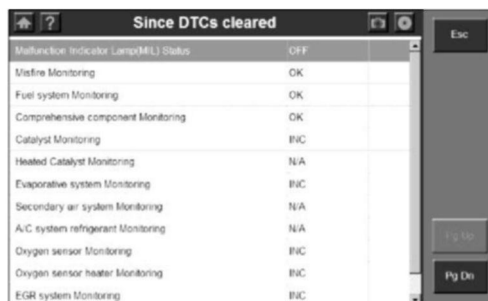 ?
Since DTCs cleared
Esc
Malfunction Indicator Lamp(MIL) Status OFF
Misfire Monitoring OK
Fuel system Monitoring OK
Comprehensive component Monitoring OK
Catalyst Monitoring INC
Heated Catalyst Monitoring N/A
Evaporative system Monitoring INC
Secondary air system Monitoring N/A
A/C system refrigerant Monitoring N/A
Oxygen sensor Monitoring INC
Oxygen sensor heater Monitoring INC
EGR system Monitoring INC
Pg Up
Pg Dn